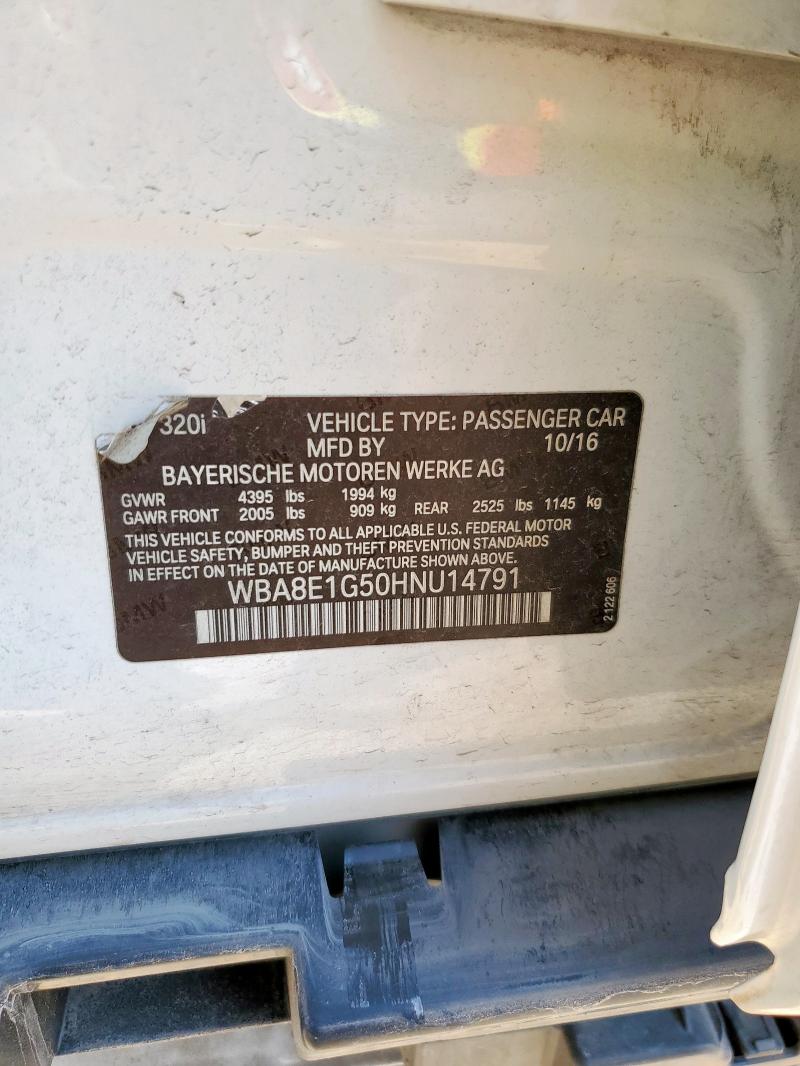 320i VEHICLE TYPE: PASSENGER CAR
MFD BY 10/16
BAYERISCHE MOTOREN WERKE AG
GVWR 4395 lbs 1994 kg
GAWR FRONT 2005 lbs 909 kg REAR 2525 lbs 1145 kg
THIS VEHICLE CONFORMS TO ALL APPLICABLE U.S. FEDERAL MOTOR
VEHICLE SAFETY, BUMPER AND THEFT PREVENTION STANDARDS
IN EFFECT ON THE DATE OF MANUFACTURE SHOWN ABOVE.
WBA8E1G50HNU14791
2 122 606